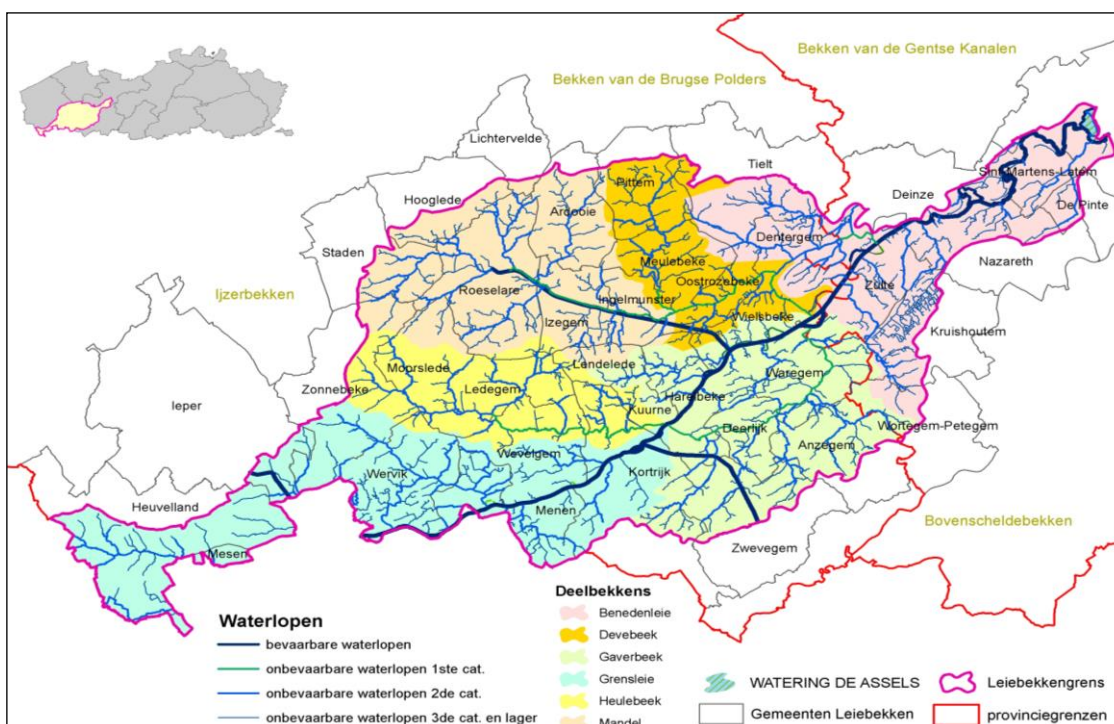 Bekken van de Gentse Kanalen
Bekken van de Brugse Polders
Lichtervelde
Tielt
Sint-Martens-Latem
Pittem
Hooglede
Deinze
De Pinte
Ardooie
Staden
Dentergem
Nazareth
Meulebeke
Oostrozebeke
Roeselare
Zulte
Ijzerbekken
Ingelmunster
Wielsbeke
Izegem
Kruishoutem
Lendelede
Moorslede
Waregem
Zonnebeke
Ledegem
Harelbeke
Ieper
Kuurne
Deerlijk
Wortegem-Petegem
Anzegem
Wevelgem
Wervik
Kortrijk
Heuvelland
Menen
Bovenscheldebekken
Zwevegem
Mesen
Waterlopen
bevaarbare waterlopen
onbevaarbare waterlopen 1ste cat.
onbevaarbare waterlopen 2de cat.
onbevaarbare waterlopen 3de cat. en lager
Deelbekkens
Benedenleie
Devebeek
Gaverbeek
Grensleie
Heulebeek
Mandel
WATERING DE ASSELS
Leiebekkengrens
Gemeenten Leiebekken
provinciegrenzen